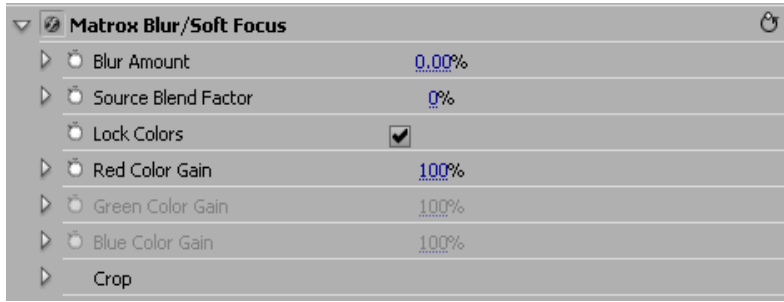 Matrox Blur/Soft Focus
Blur Amount 0.00%
Source Blend Factor 0%
Lock Colors
Red Color Gain 100%
Green Color Gain 100%
Blue Color Gain 100%
Crop